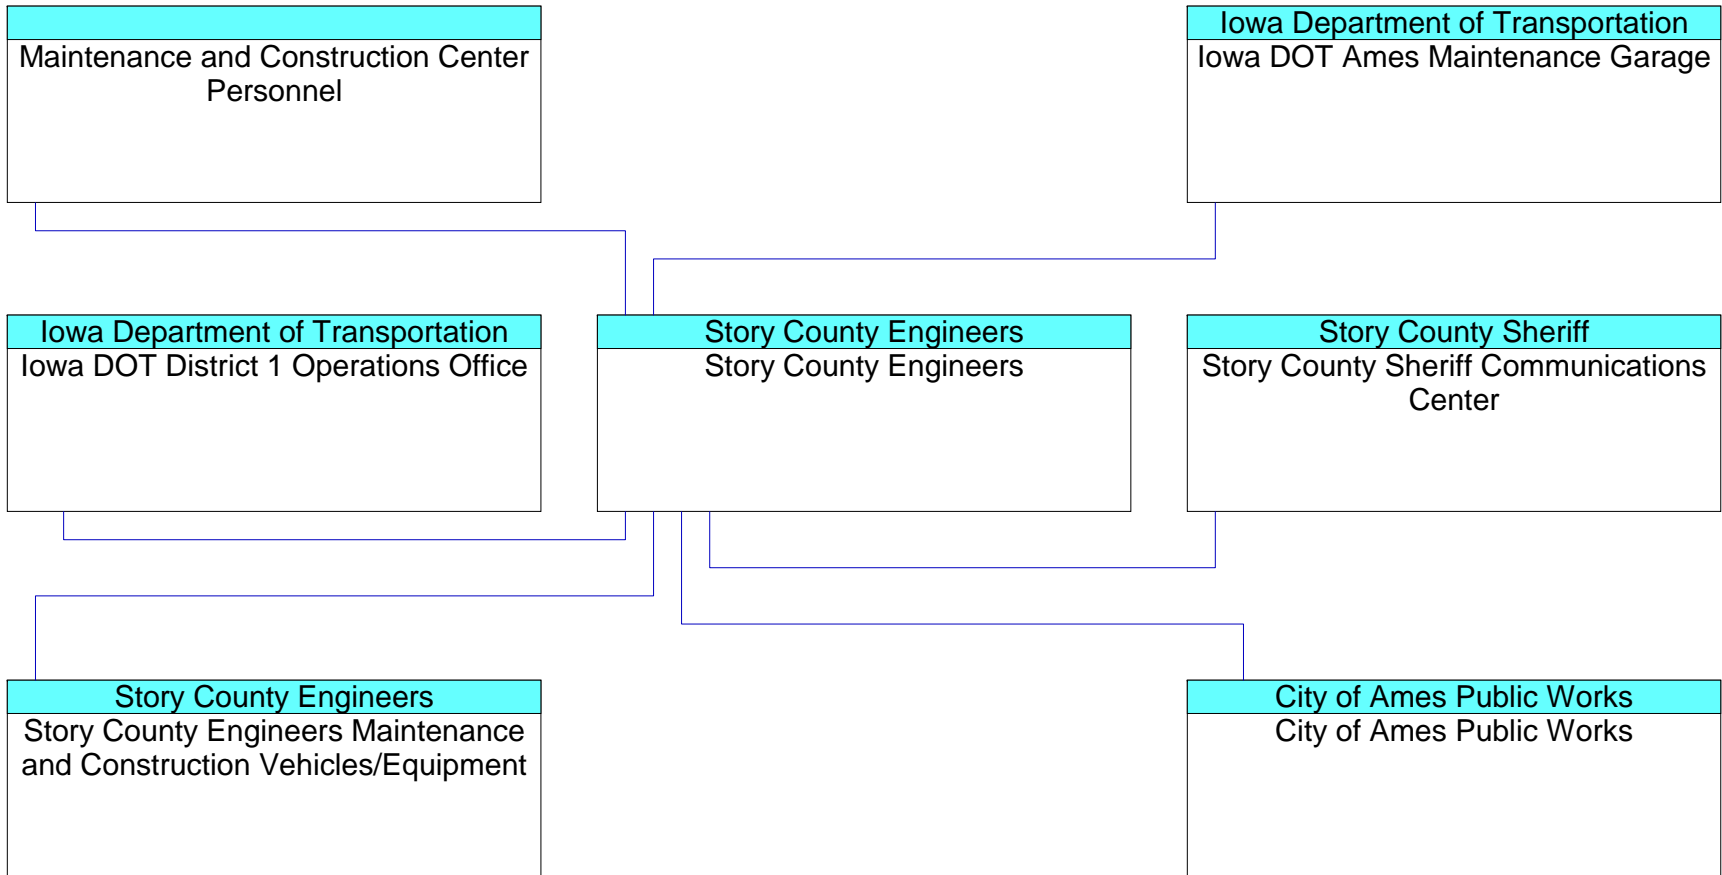 Maintenance and Construction Center
Personnel
Iowa Department of Transportation
Iowa DOT Ames Maintenance Garage
Iowa Department of Transportation
Iowa DOT District 1 Operations Office
Story County Engineers
Story County Engineers
Story County Sheriff
Story County Sheriff Communications
Center
Story County Engineers
Story County Engineers Maintenance
and Construction Vehicles/Equipment
City of Ames Public Works
City of Ames Public Works